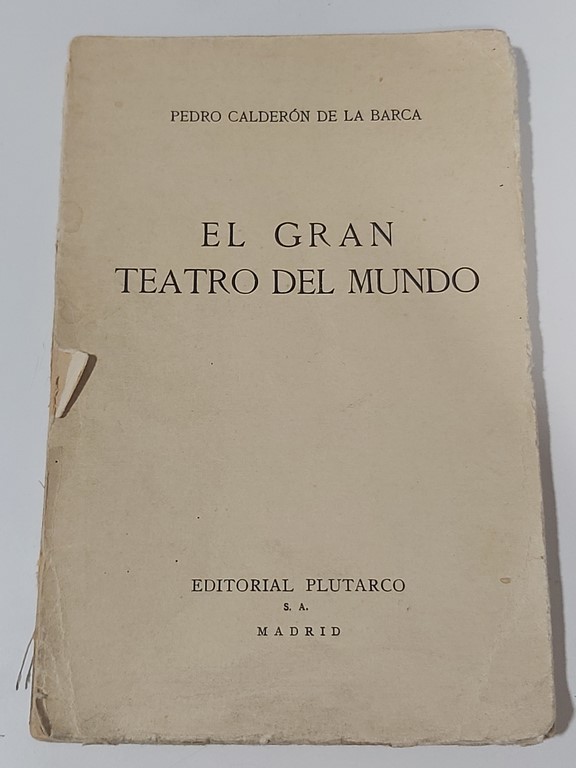 PEDRO CALDERÓN DE LA BARCA
EL GRAN
TEATRO DEL MUNDO
EDITORIAL PLUTARCO
S. A.
MADRID